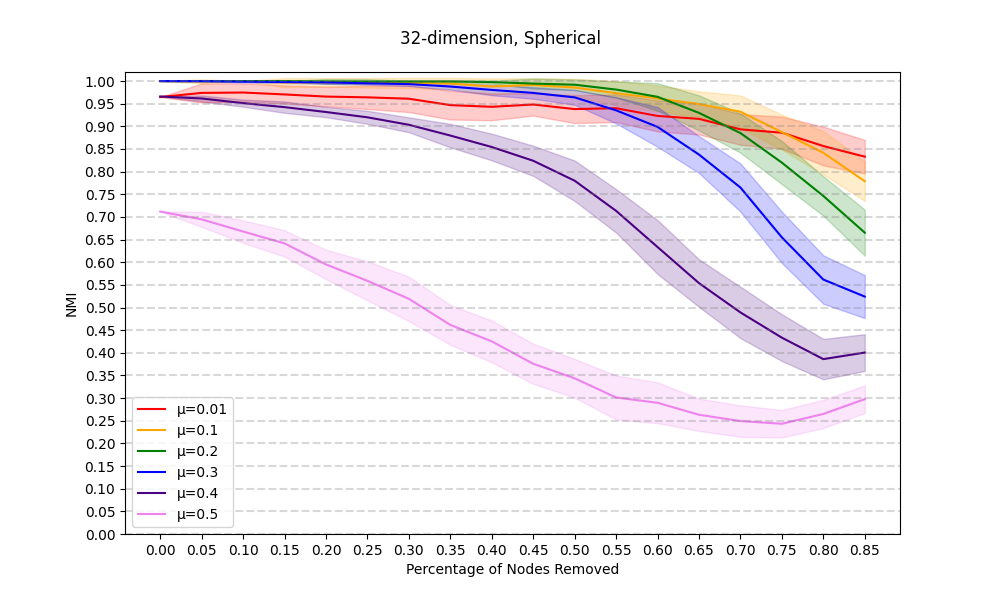 32-dimension, Spherical
NMI
1.00
0.95
0.90
0.85
0.80
0.75
0.70
0.65
0.60
0.55
0.50
0.45
0.40
0.35
0.30
0.25
0.20
0.15
0.10
0.05
0.00
μ=0.01
μ=0.1
μ=0.2
μ=0.3
μ=0.4
μ=0.5
0.00 0.05 0.10 0.15 0.20 0.25 0.30 0.35 0.40 0.45 0.50 0.55 0.60 0.65 0.70 0.75 0.80 0.85
Percentage of Nodes Removed